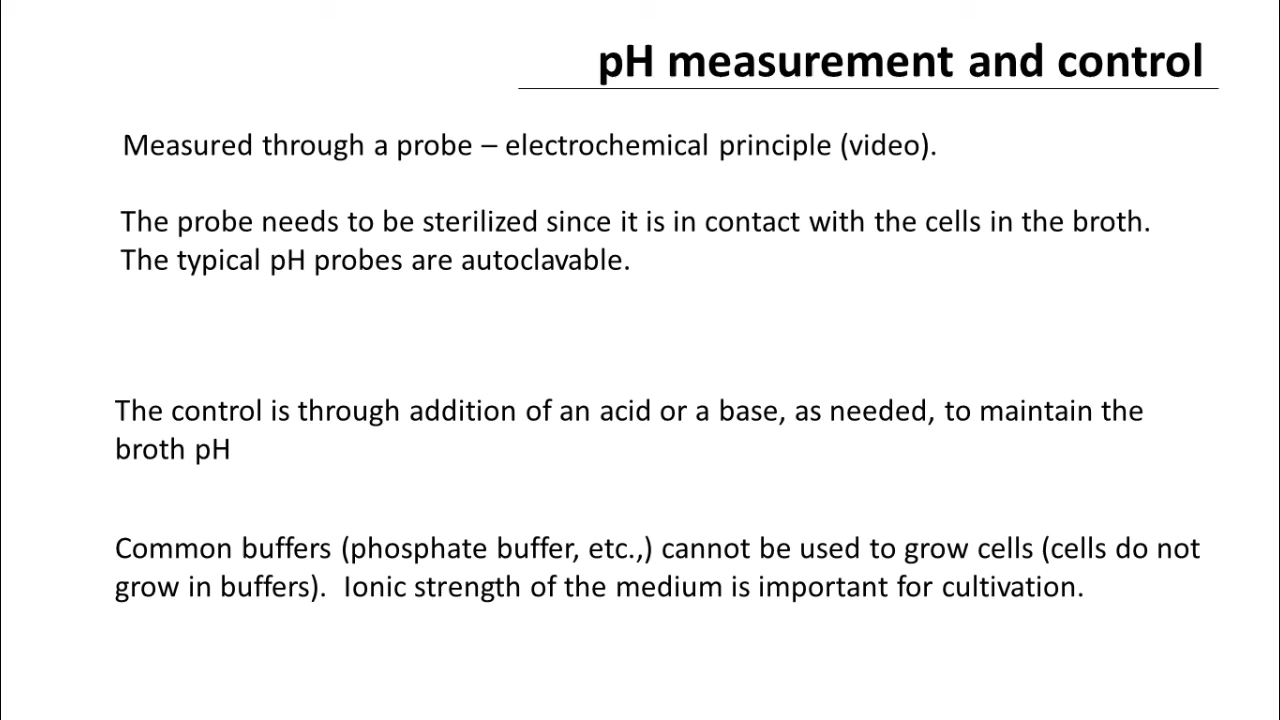 pH measurement and control
Measured through a probe – electrochemical principle (video).
The probe needs to be sterilized since it is in contact with the cells in the broth.
The typical pH probes are autoclavable.
The control is through addition of an acid or a base, as needed, to maintain the
broth pH
Common buffers (phosphate buffer, etc.,) cannot be used to grow cells (cells do not
grow in buffers).  Ionic strength of the medium is important for cultivation.